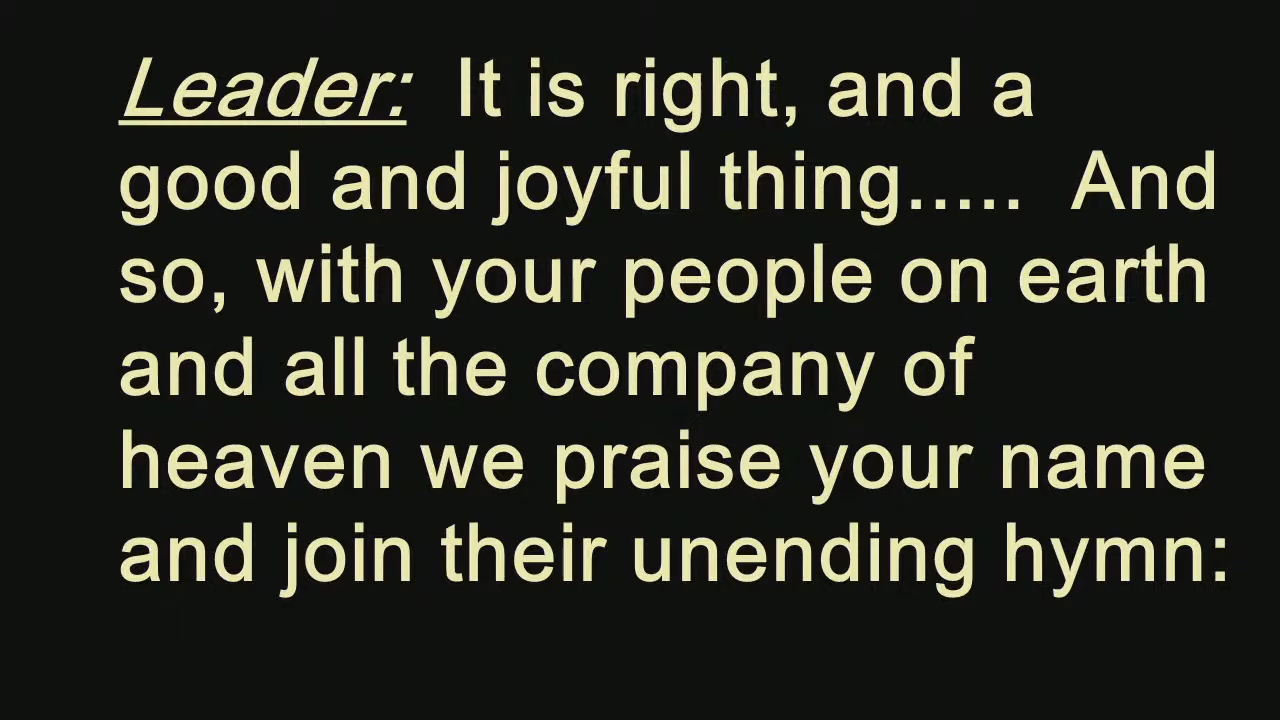 Leader:  It is right, and a
good and joyful thing.....  And
so, with your people on earth
and all the company of
heaven we praise your name
and join their unending hymn: